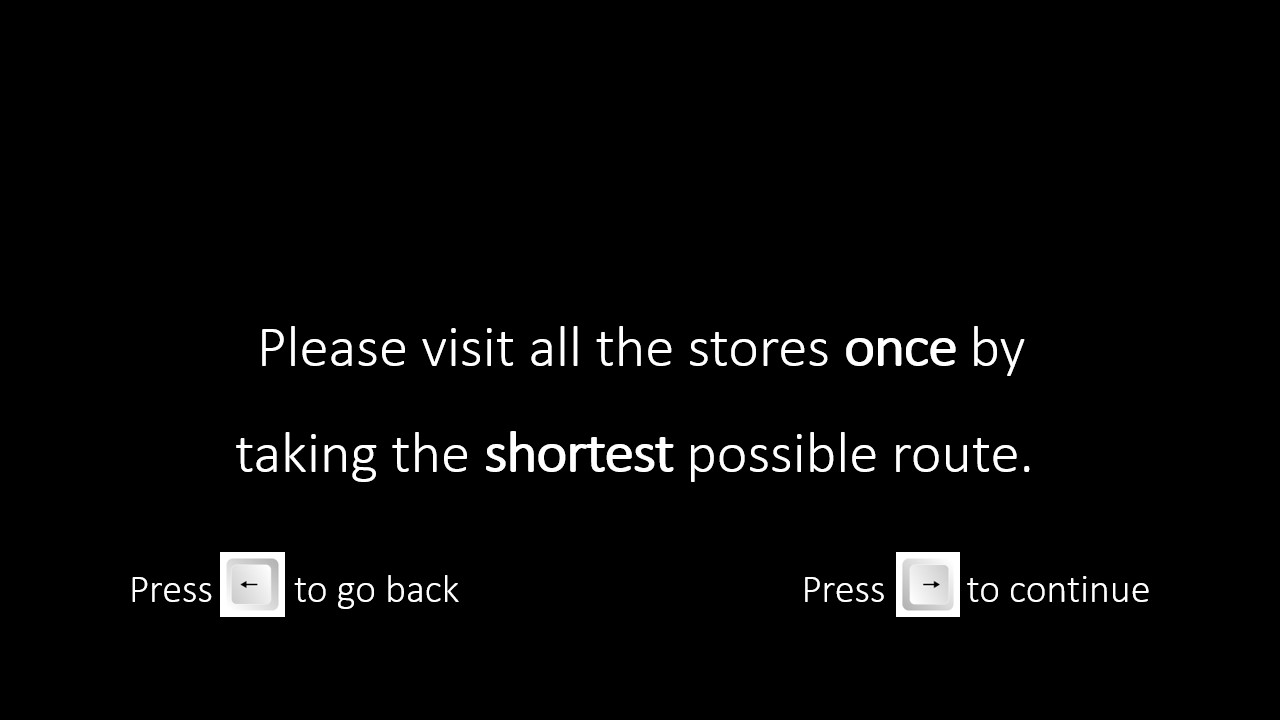 Please visit all the stores once by
taking the shortest possible route.
Press ← to go back
Press → to continue